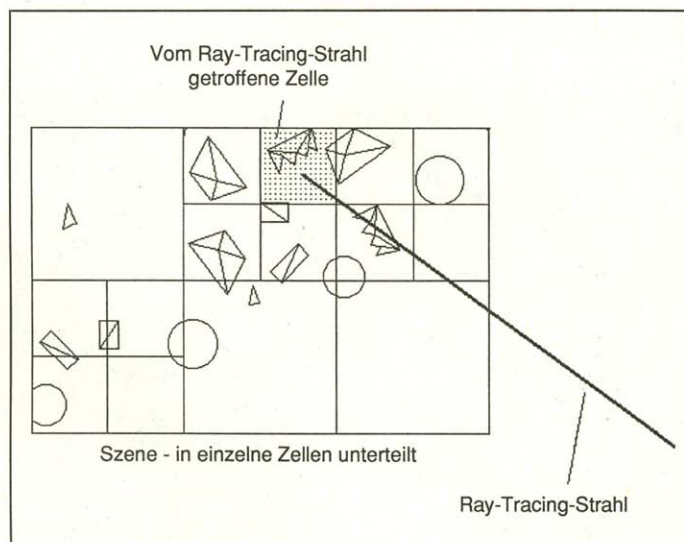 Vom Ray-Tracing-Strahl
getroffene Zelle
Szene - in einzelne Zellen unterteilt
Ray-Tracing-Strahl